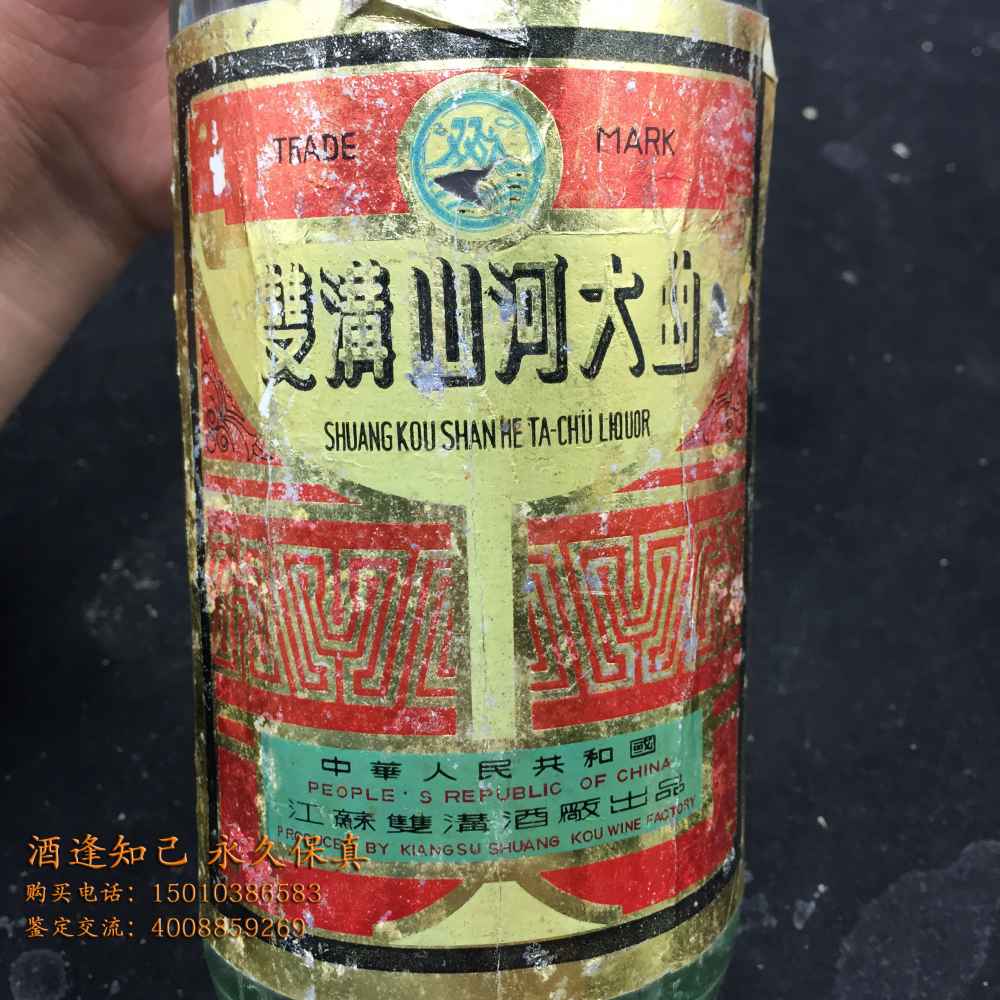 TRADE MARK
雙溝山河大曲
SHUANG KOU SHAN HE TA-CHÜ LIQUOR
中華人民共和國
PEOPLE'S REPUBLIC OF CHINA
江蘇雙溝酒廠出品
PRODUCED BY KIANGSU SHUANG KOU WINE FACTORY
酒逢知己 永久保真
购买电话：15010386583
鉴定交流：4008859269